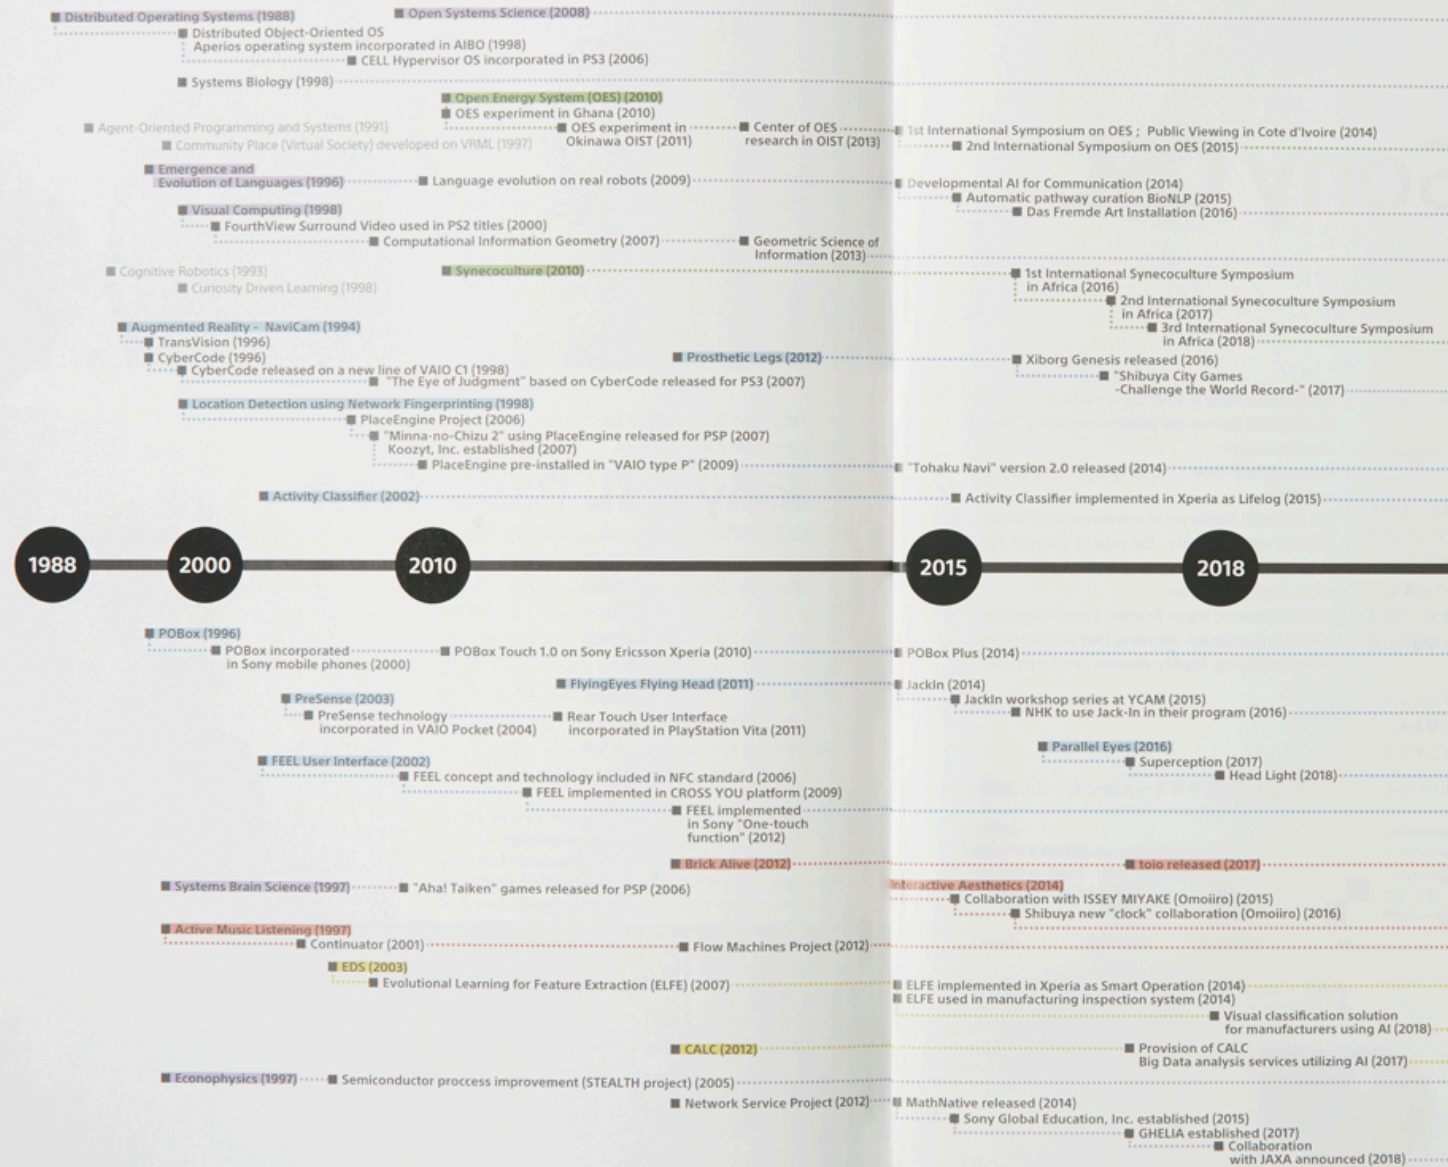 Distributed Operating Systems (1988)
Open Systems Science (2008)
Distributed Object-Oriented OS
Aperios operating system incorporated in AIBO (1998)
CELL Hypervisor OS incorporated in PS3 (2006)
Systems Biology (1998)
Open Energy System (OES) (2010)
OES experiment in Ghana (2010)
Agent-Oriented Programming and Systems (1991)
OES experiment in
Okinawa OIST (2011)
Center of OES
research in OIST (2013)
1st International Symposium on OES ; Public Viewing in Cote d'Ivoire (2014)
Community Place (Virtual Society) developed on VRML (1997)
2nd International Symposium on OES (2015)
Emergence and
Evolution of Languages (1996)
Language evolution on real robots (2009)
Developmental AI for Communication (2014)
Automatic pathway curation BioNLP (2015)
Das Fremde Art Installation (2016)
Visual Computing (1998)
FourthView Surround Video used in PS2 titles (2000)
Computational Information Geometry (2007)
Geometric Science of
Information (2013)
Cognitive Robotics (1993)
Synecoculture (2010)
1st International Synecoculture Symposium
in Africa (2016)
Curiosity Driven Learning (1998)
2nd International Synecoculture Symposium
in Africa (2017)
3rd International Synecoculture Symposium
in Africa (2018)
Augmented Reality - NaviCam (1994)
TransVision (1996)
CyberCode (1996)
Prosthetic Legs (2012)
Xiborg Genesis released (2016)
CyberCode released on a new line of VAIO C1 (1998)
"The Eye of Judgment" based on CyberCode released for PS3 (2007)
"Shibuya City Games
-Challenge the World Record-" (2017)
Location Detection using Network Fingerprinting (1998)
PlaceEngine Project (2006)
"Minna-no-Chizu 2" using PlaceEngine released for PSP (2007)
Koozyt, Inc. established (2007)
PlaceEngine pre-installed in "VAIO type P" (2009)
"Tohaku Navi" version 2.0 released (2014)
Activity Classifier (2002)
Activity Classifier implemented in Xperia as Lifelog (2015)
1988
2000
2010
2015
2018
POBox (1996)
POBox incorporated
in Sony mobile phones (2000)
POBox Touch 1.0 on Sony Ericsson Xperia (2010)
POBox Plus (2014)
FlyingEyes Flying Head (2011)
JackIn (2014)
PreSense (2003)
JackIn workshop series at YCAM (2015)
NHK to use Jack-In in their program (2016)
PreSense technology
incorporated in VAIO Pocket (2004)
Rear Touch User Interface
incorporated in PlayStation Vita (2011)
Parallel Eyes (2016)
FEEL User Interface (2002)
Superception (2017)
FEEL concept and technology included in NFC standard (2006)
Head Light (2018)
FEEL implemented in CROSS YOU platform (2009)
FEEL implemented
in Sony "One-touch
function" (2012)
Brick Alive (2012)
toio released (2017)
Systems Brain Science (1997)
"Aha! Taiken" games released for PSP (2006)
Interactive Aesthetics (2014)
Collaboration with ISSEY MIYAKE (Omoiiro) (2015)
Shibuya new "clock" collaboration (Omoiiro) (2016)
Active Music Listening (1997)
Continuator (2001)
Flow Machines Project (2012)
EDS (2003)
Evolutional Learning for Feature Extraction (ELFE) (2007)
ELFE implemented in Xperia as Smart Operation (2014)
ELFE used in manufacturing inspection system (2014)
Visual classification solution
for manufacturers using AI (2018)
CALC (2012)
Provision of CALC
Big Data analysis services utilizing AI (2017)
Econophysics (1997)
Semiconductor proccess improvement (STEALTH project) (2005)
Network Service Project (2012)
MathNative released (2014)
Sony Global Education, Inc. established (2015)
GHELIA established (2017)
Collaboration
with JAXA announced (2018)